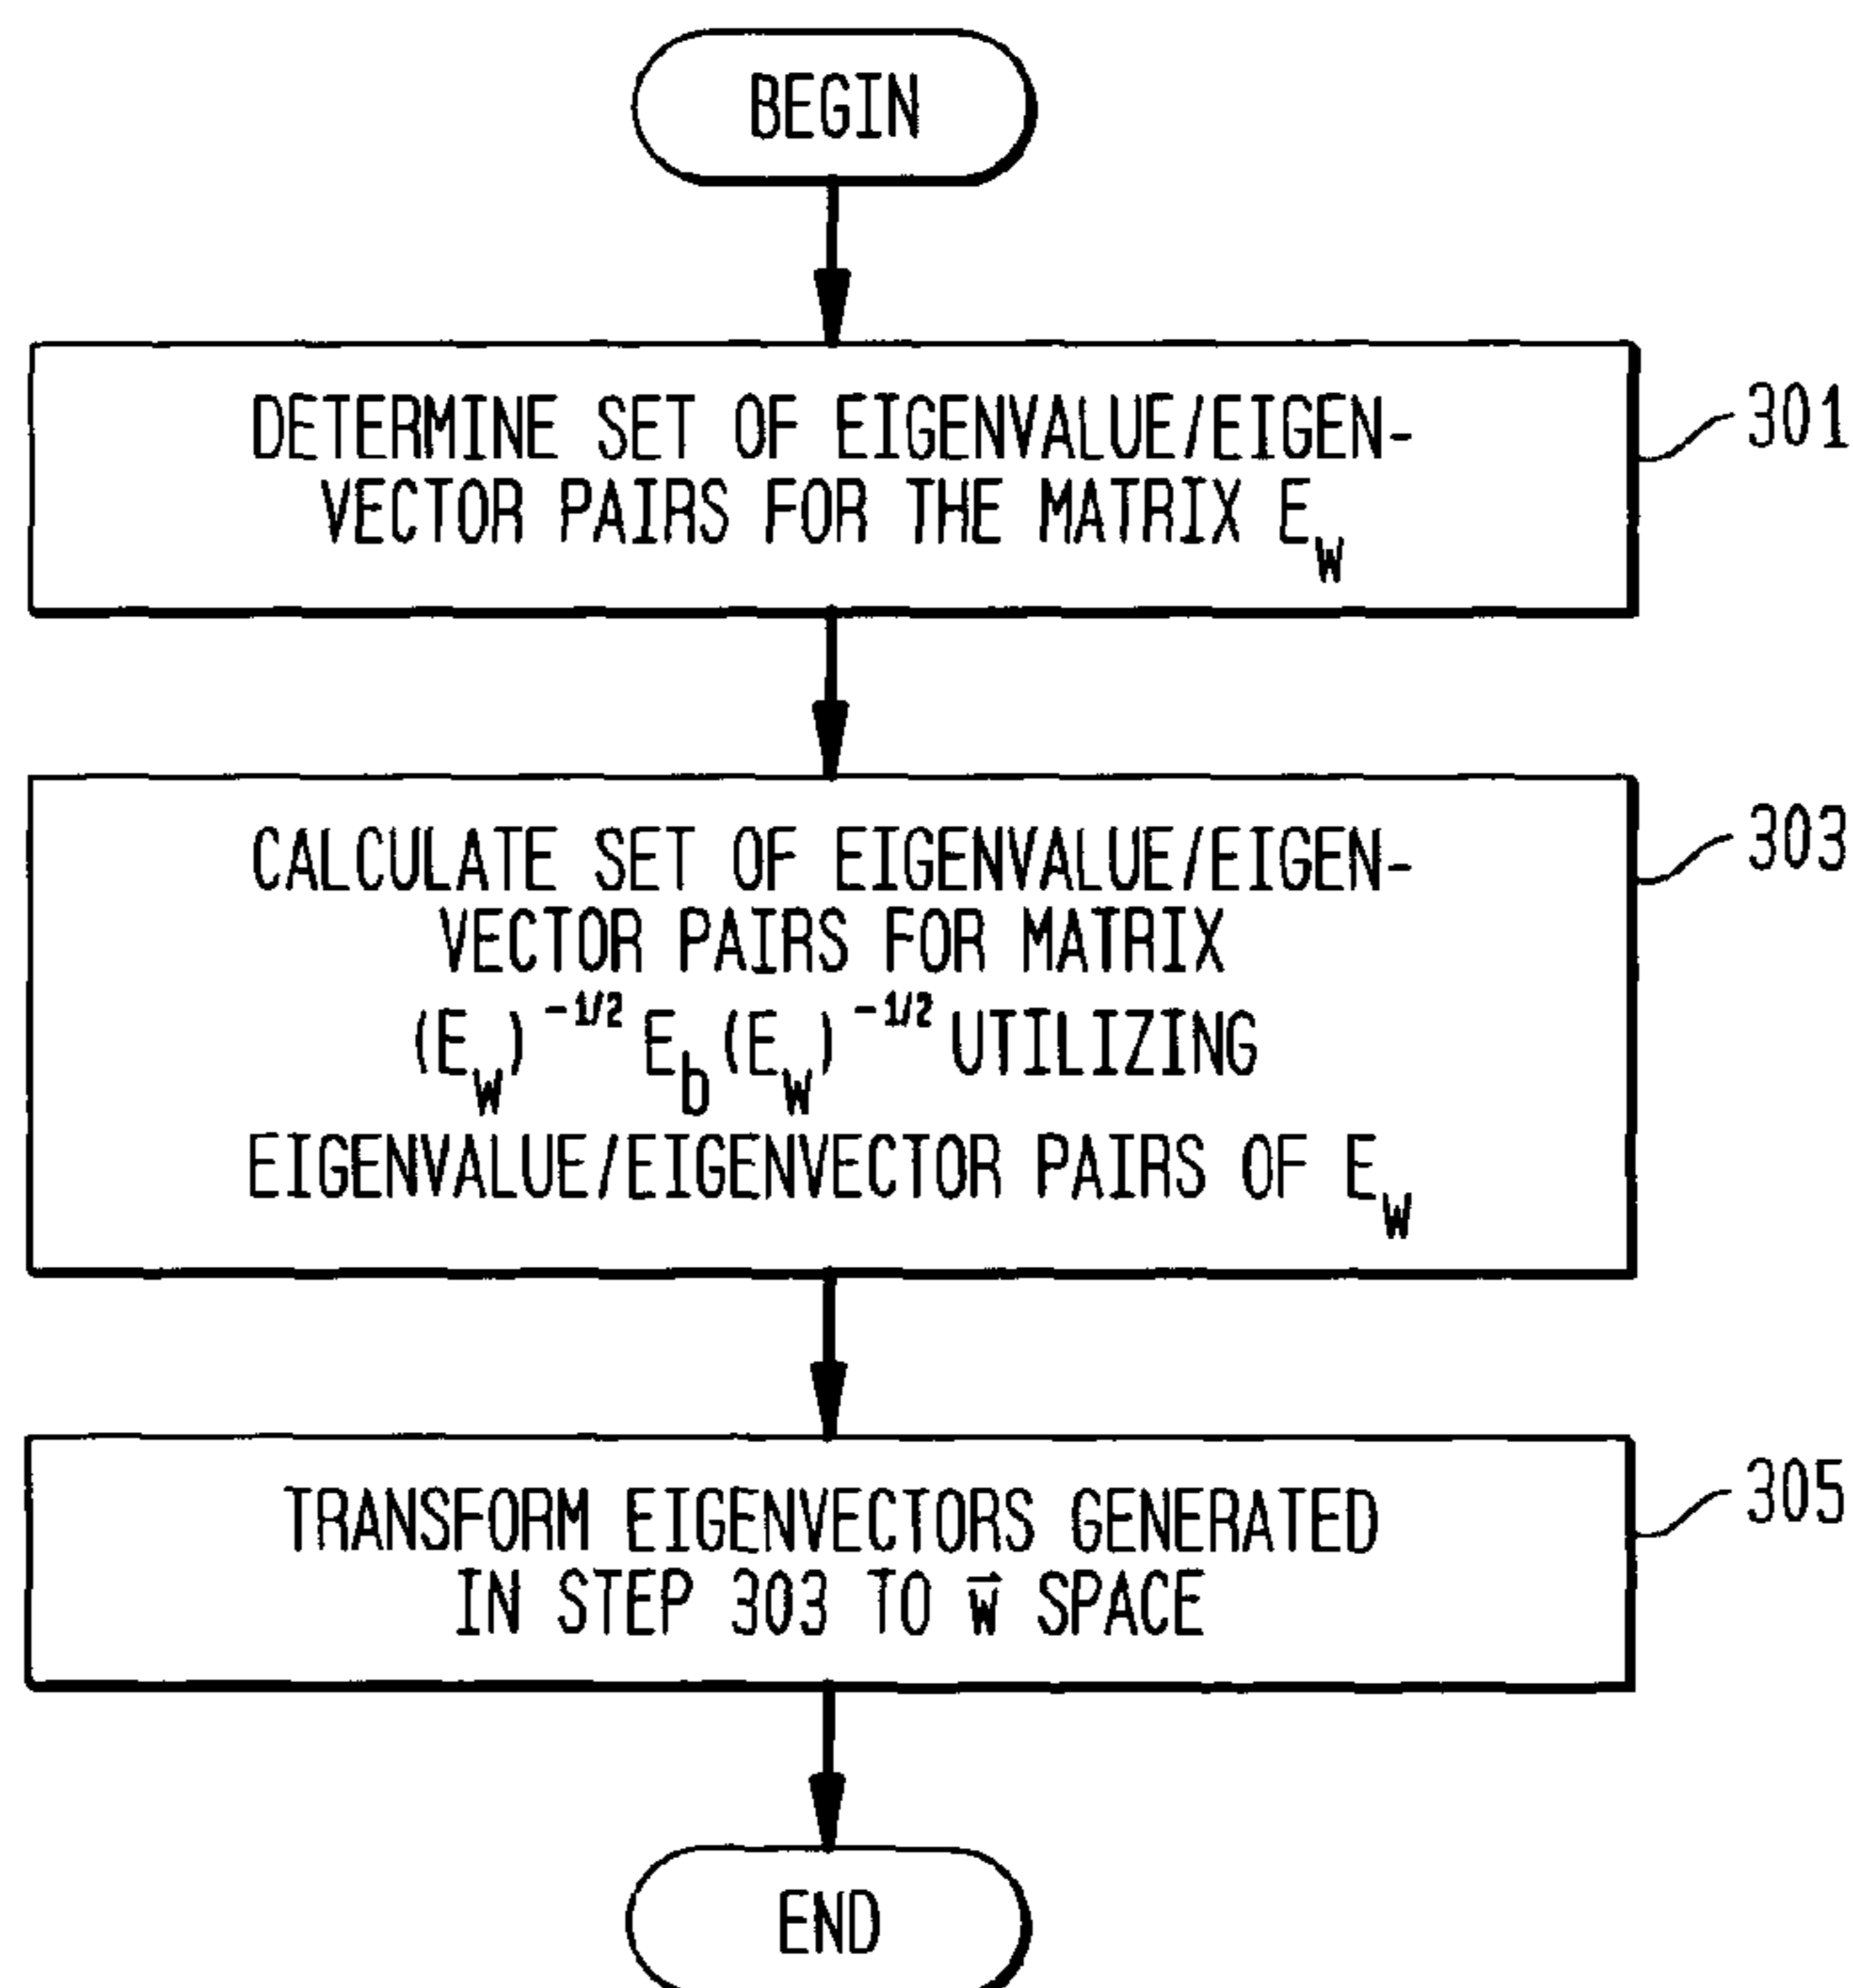 BEGIN
DETERMINE SET OF EIGENVALUE/EIGEN-
VECTOR PAIRS FOR THE MATRIX E_W
301
CALCULATE SET OF EIGENVALUE/EIGEN-
VECTOR PAIRS FOR MATRIX
(E_W)^{-1/2} E_b (E_W)^{-1/2} UTILIZING
EIGENVALUE/EIGENVECTOR PAIRS OF E_W
303
TRANSFORM EIGENVECTORS GENERATED
IN STEP 303 TO w⃗ SPACE
305
END